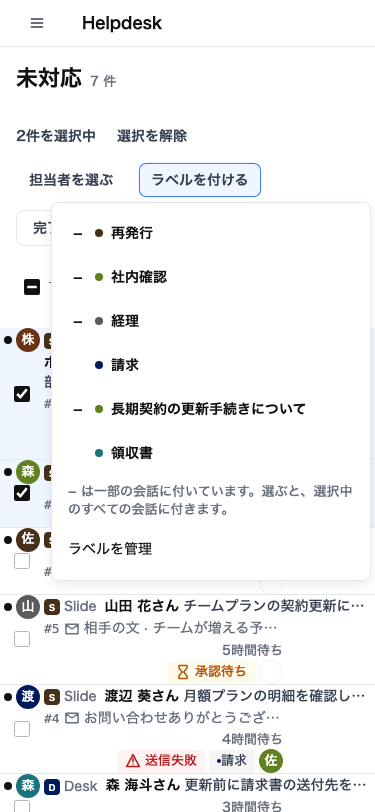 Helpdesk
未対応 7 件
2件を選択中 選択を解除
担当者を選ぶ ラベルを付ける
– 再発行
– 社内確認
– 経理
請求
– 長期契約の更新手続きについて
領収書
– は一部の会話に付いています。選ぶと、選択中
のすべての会話に付きます。
ラベルを管理
株
森
佐
山 S Slide 山田 花さん チームプランの契約更新に…
#5 相手の文 · チームが増える予…
5時間待ち
承認待ち
渡 S Slide 渡辺 葵さん 月額プランの明細を確認し…
#4 お問い合わせありがとうござ…
4時間待ち
送信失敗 •請求 佐
森 D Desk 森 海斗さん 更新前に請求書の送付先を…
3時間待ち